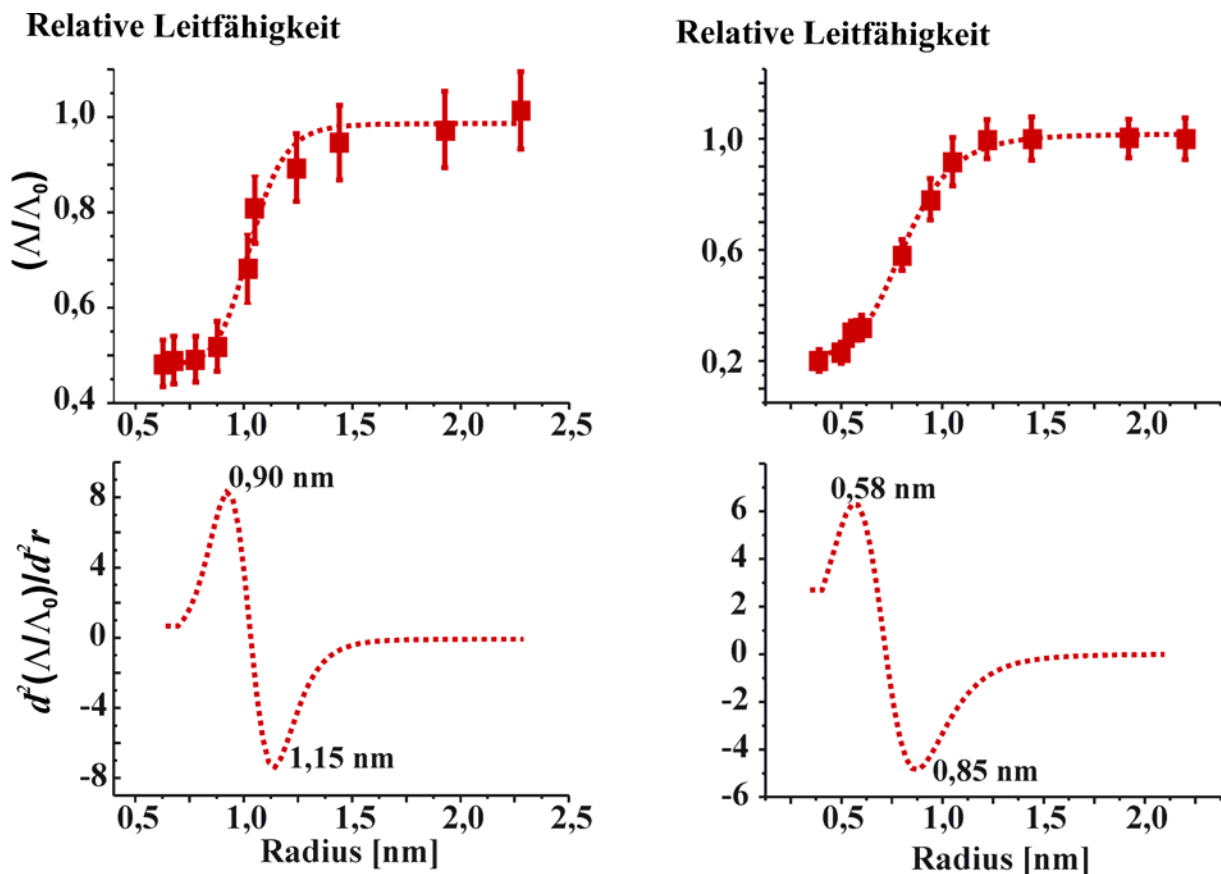 Relative Leitfähigkeit
Relative Leitfähigkeit
(Λ/Λ₀)
1,0
0,8
0,6
0,4
0,5 1,0 1,5 2,0 2,5
1,0
0,6
0,2
0,5 1,0 1,5 2,0
d²(Λ/Λ₀)/d²r
8
4
0
-4
-8
0,90 nm
1,15 nm
0,5 1,0 1,5 2,0 2,5
Radius [nm]
6
4
2
0
-2
-4
-6
0,58 nm
0,85 nm
0,5 1,0 1,5 2,0
Radius [nm]